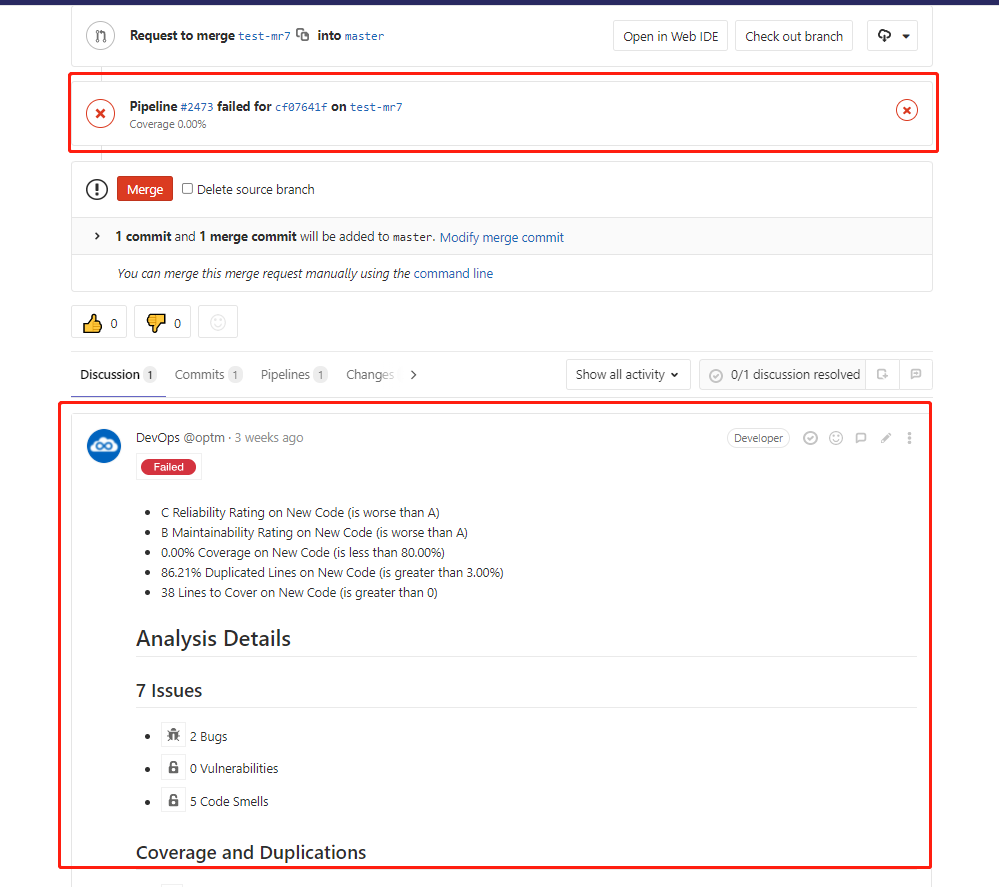 Request to merge test-mr7 into master Open in Web IDE Check out branch
Pipeline #2473 failed for cf07641f on test-mr7
Coverage 0.00%
Merge Delete source branch
1 commit and 1 merge commit will be added to master. Modify merge commit
You can merge this merge request manually using the command line
0 0
Discussion 1 Commits 1 Pipelines 1 Changes Show all activity 0/1 discussion resolved
DevOps @optm · 3 weeks ago Developer
Failed
C Reliability Rating on New Code (is worse than A)
B Maintainability Rating on New Code (is worse than A)
0.00% Coverage on New Code (is less than 80.00%)
86.21% Duplicated Lines on New Code (is greater than 3.00%)
38 Lines to Cover on New Code (is greater than 0)
Analysis Details
7 Issues
2 Bugs
0 Vulnerabilities
5 Code Smells
Coverage and Duplications